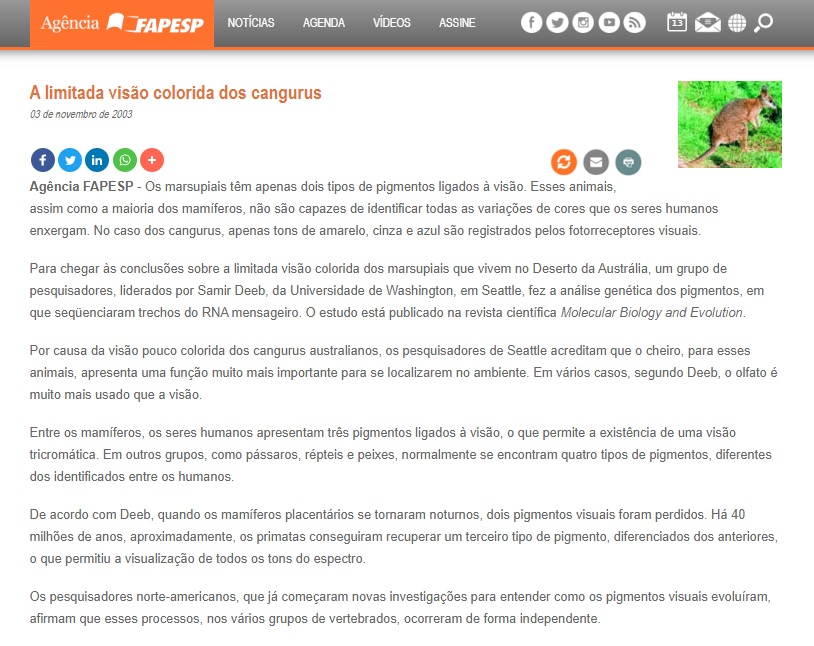 Agência FAPESP NOTÍCIAS AGENDA VÍDEOS ASSINE 13
A limitada visão colorida dos cangurus
03 de novembro de 2003
Agência FAPESP - Os marsupiais têm apenas dois tipos de pigmentos ligados à visão. Esses animais,
assim como a maioria dos mamíferos, não são capazes de identificar todas as variações de cores que os seres humanos
enxergam. No caso dos cangurus, apenas tons de amarelo, cinza e azul são registrados pelos fotorreceptores visuais.
Para chegar às conclusões sobre a limitada visão colorida dos marsupiais que vivem no Deserto da Austrália, um grupo de
pesquisadores, liderados por Samir Deeb, da Universidade de Washington, em Seattle, fez a análise genética dos pigmentos, em
que seqüenciaram trechos do RNA mensageiro. O estudo está publicado na revista científica Molecular Biology and Evolution.
Por causa da visão pouco colorida dos cangurus australianos, os pesquisadores de Seattle acreditam que o cheiro, para esses
animais, apresenta uma função muito mais importante para se localizarem no ambiente. Em vários casos, segundo Deeb, o olfato é
muito mais usado que a visão.
Entre os mamíferos, os seres humanos apresentam três pigmentos ligados à visão, o que permite a existência de uma visão
tricromática. Em outros grupos, como pássaros, répteis e peixes, normalmente se encontram quatro tipos de pigmentos, diferentes
dos identificados entre os humanos.
De acordo com Deeb, quando os mamíferos placentários se tornaram noturnos, dois pigmentos visuais foram perdidos. Há 40
milhões de anos, aproximadamente, os primatas conseguiram recuperar um terceiro tipo de pigmento, diferenciados dos anteriores,
o que permitiu a visualização de todos os tons do espectro.
Os pesquisadores norte-americanos, que já começaram novas investigações para entender como os pigmentos visuais evoluíram,
afirmam que esses processos, nos vários grupos de vertebrados, ocorreram de forma independente.